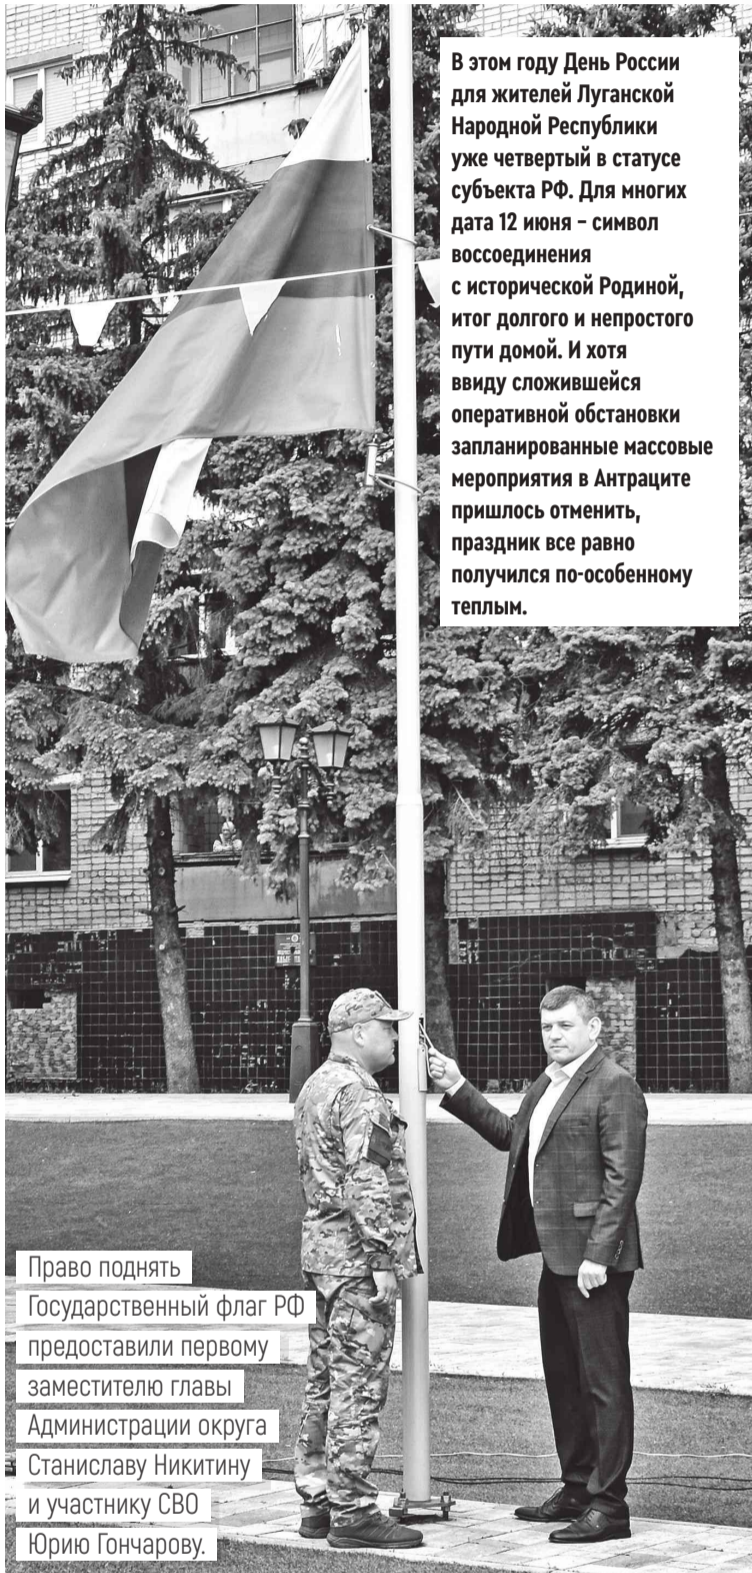 В этом году День России
для жителей Луганской
Народной Республики
уже четвертый в статусе
субъекта РФ. Для многих
дата 12 июня – символ
воссоединения
с исторической Родиной,
итог долгого и непростого
пути домой. И хотя
ввиду сложившейся
оперативной обстановки
запланированные массовые
мероприятия в Антраците
пришлось отменить,
праздник все равно
получился по-особенному
теплым.
Право поднять
Государственный флаг РФ
предоставили первому
заместителю главы
Администрации округа
Станиславу Никитину
и участнику СВО
Юрию Гончарову.